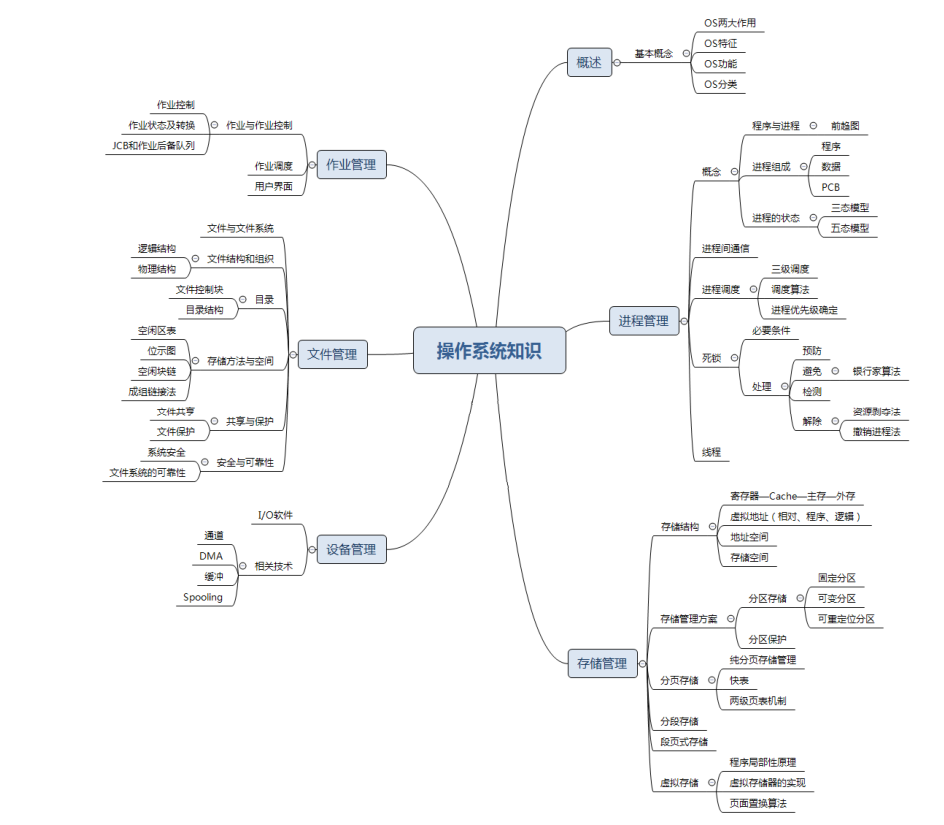 操作系统知识
概述
基本概念
OS两大作用
OS特征
OS功能
OS分类
进程管理
概念
程序与进程
前趋图
进程组成
程序
数据
PCB
进程的状态
三态模型
五态模型
进程间通信
进程调度
三级调度
调度算法
进程优先级确定
死锁
必要条件
处理
预防
避免
银行家算法
检测
解除
资源剥夺法
撤销进程法
线程
存储管理
存储结构
寄存器—Cache—主存—外存
虚拟地址（相对、程序、逻辑）
地址空间
存储空间
存储管理方案
分区存储
固定分区
可变分区
可重定位分区
分区保护
分页存储
纯分页存储管理
快表
两级页表机制
分段存储
段页式存储
虚拟存储
程序局部性原理
虚拟存储器的实现
页面置换算法
作业管理
作业与作业控制
作业控制
作业状态及转换
JCB和作业后备队列
作业调度
用户界面
文件管理
文件与文件系统
文件结构和组织
逻辑结构
物理结构
目录
文件控制块
目录结构
存储方法与空间
空闲区表
位示图
空闲块链
成组链接法
共享与保护
文件共享
文件保护
安全与可靠性
系统安全
文件系统的可靠性
设备管理
I/O软件
相关技术
通道
DMA
缓冲
Spooling